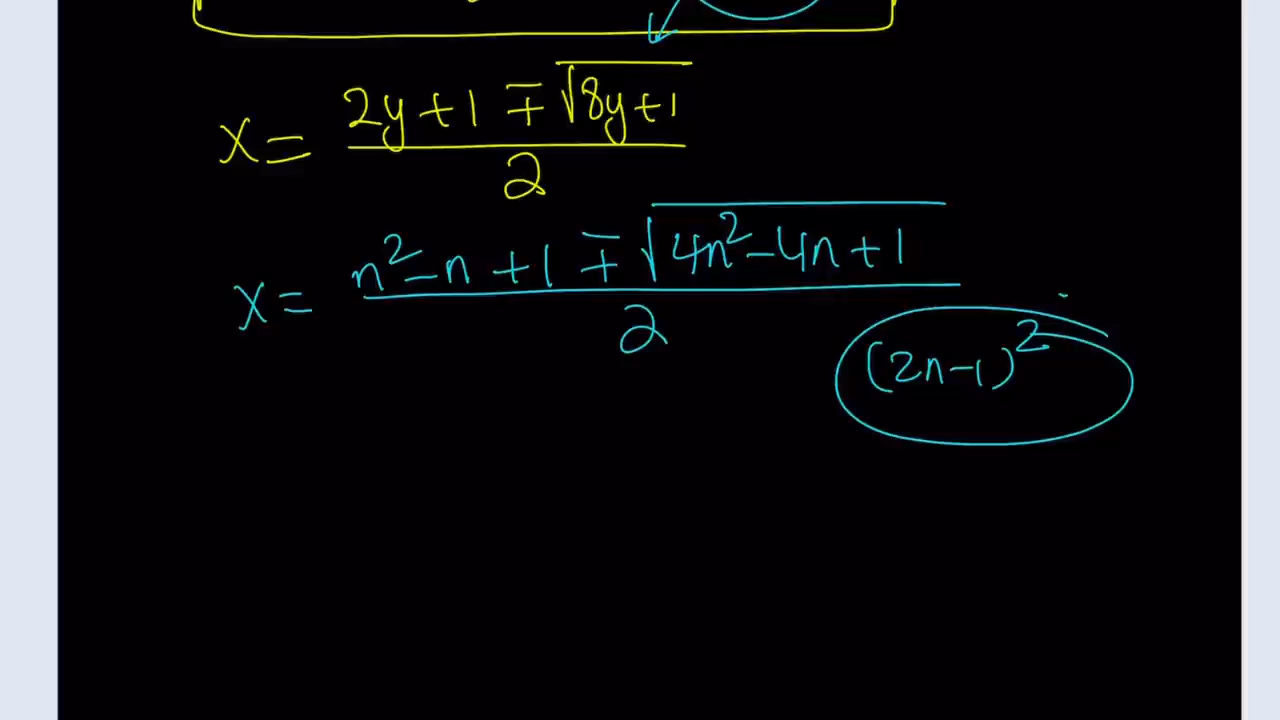 x = (2y + 1 ∓ √(8y + 1)) / 2
x = (n² - n + 1 ∓ √(4n² - 4n + 1)) / 2
(2n - 1)²